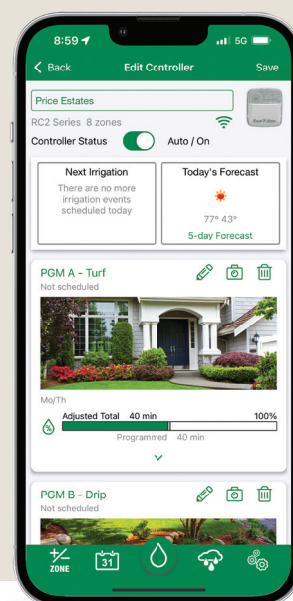 8:59 5G
Back Edit Controller Save
Price Estates
RC2 Series 8 zones
Controller Status Auto / On
Next Irrigation
There are no more
irrigation events
scheduled today
Today's Forecast
77° 43°
5-day Forecast
PGM A - Turf
Not scheduled
Mo/Th
Adjusted Total 40 min 100%
Programmed 40 min
PGM B - Drip
Not scheduled
+/- ZONE
31